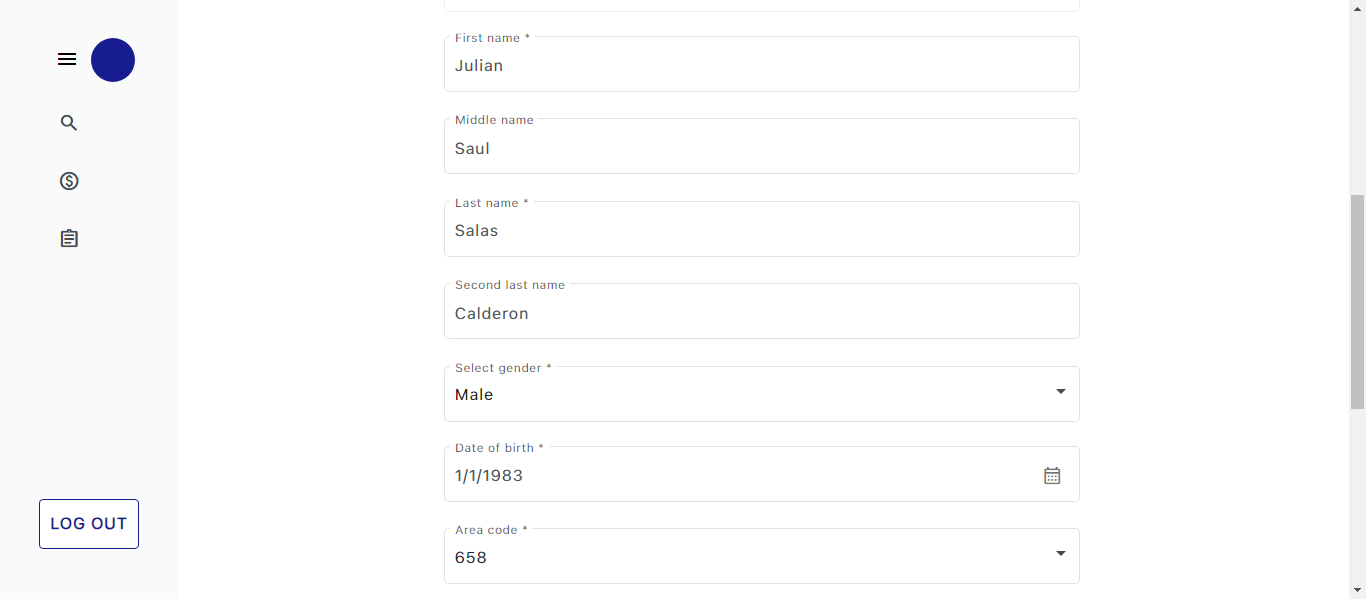 First name *
Julian
Middle name
Saul
Last name *
Salas
Second last name
Calderon
Select gender *
Male
Date of birth *
1/1/1983
Area code *
658
LOG OUT